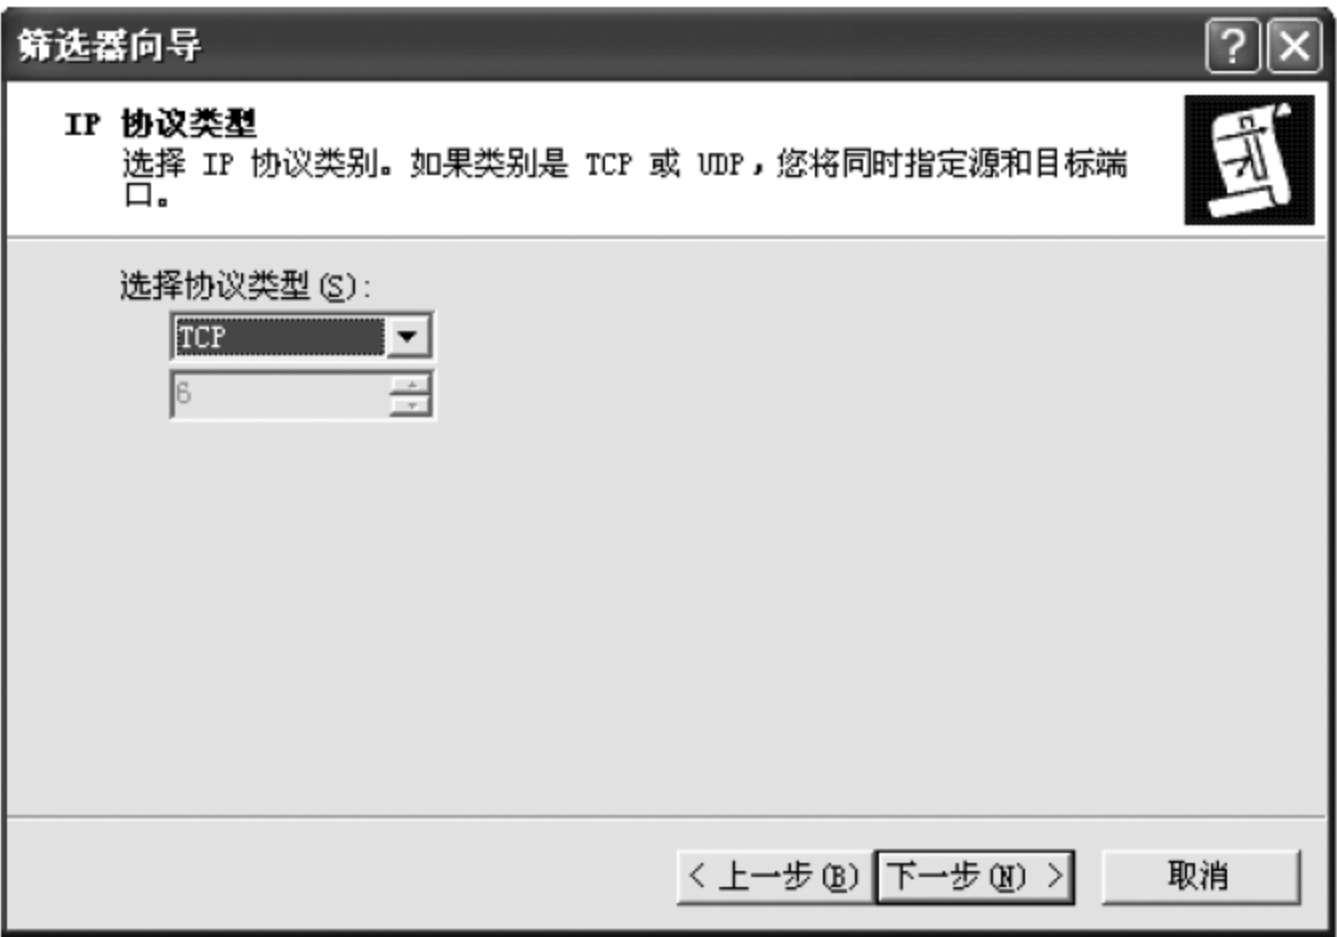 筛选器向导
IP 协议类型
选择 IP 协议类别。如果类别是 TCP 或 UDP，您将同时指定源和目标端
口。
选择协议类型(S):
TCP
6
< 上一步(B)
下一步(N) >
取消